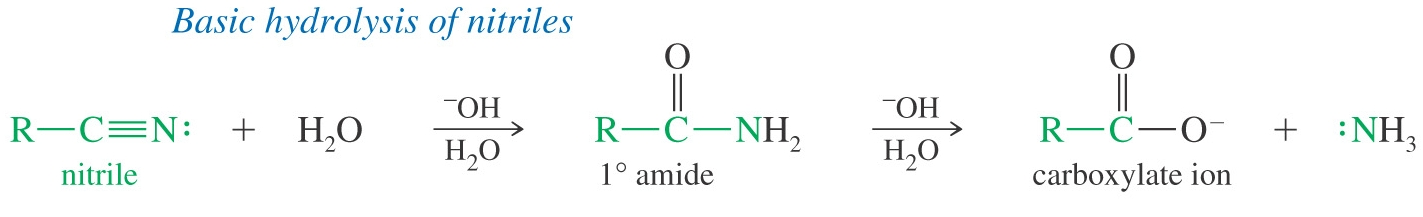 Basic hydrolysis of nitriles
O O
⁻OH ⁻OH
R—C≡N: + H₂O → R—C—NH₂ → R—C—O⁻ + :NH₃
H₂O H₂O
nitrile 1° amide carboxylate ion